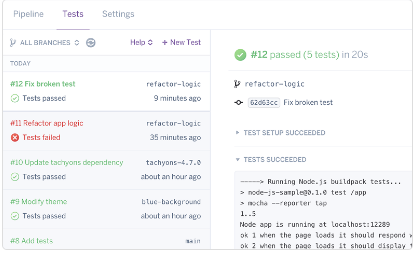 Pipeline Tests Settings
ALL BRANCHES Help + New Test
TODAY
#12 Fix broken test refactor-logic
Tests passed 9 minutes ago
#11 Refactor app logic refactor-logic
Tests failed 35 minutes ago
#10 Update tachyons dependency tachyons-4.7.0
Tests passed about an hour ago
#9 Modify theme blue-background
Tests passed about an hour ago
#8 Add tests main
#12 passed (5 tests) in 20s
refactor-logic
62d63cc Fix broken test
TEST SETUP SUCCEEDED
TESTS SUCCEEDED
-----> Running Node.js buildpack tests...
> node-js-sample@0.1.0 test /app
> mocha --reporter tap
1..5
Node app is running at localhost:12289
ok 1 when the page loads it should respond w
ok 2 when the page loads it should display t